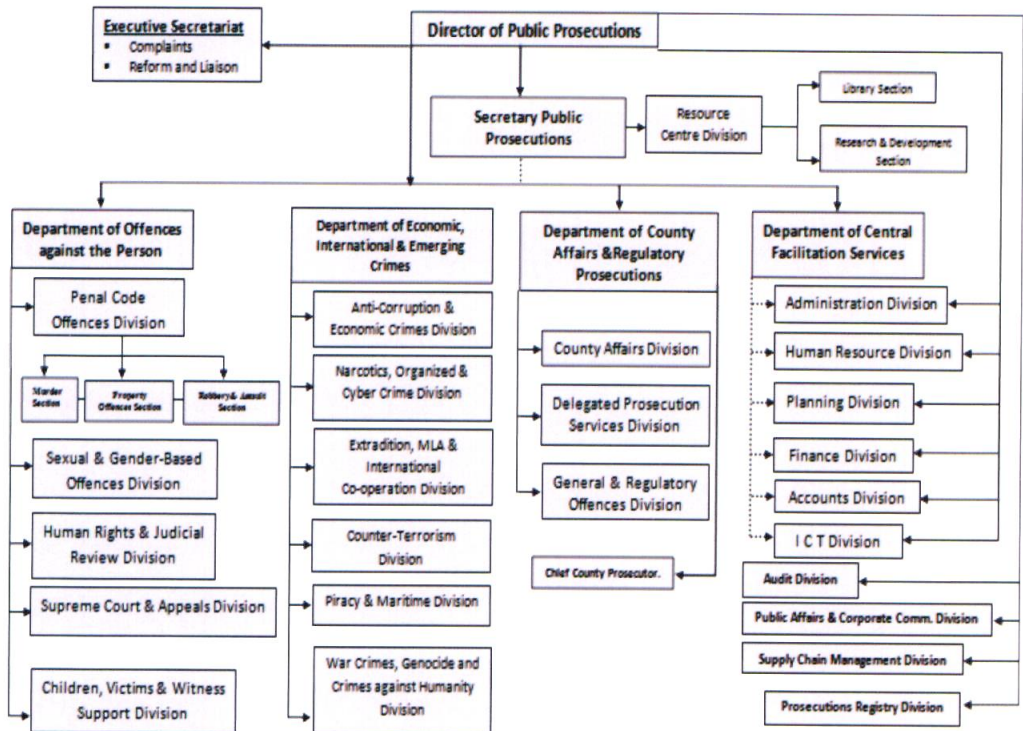 Executive Secretariat
▪ Complaints
▪ Reform and Liaison
Director of Public Prosecutions
Secretary Public
Prosecutions
Resource
Centre Division
Library Section
Research & Development
Section
Department of Offences
against the Person
Penal Code
Offences Division
Murder
Section
Property
Offences Section
Robbery & Assault
Section
Sexual & Gender-Based
Offences Division
Human Rights & Judicial
Review Division
Supreme Court & Appeals Division
Children, Victims & Witness
Support Division
Department of Economic,
International & Emerging
Crimes
Anti-Corruption &
Economic Crimes Division
Narcotics, Organized &
Cyber Crime Division
Extradition, MLA &
International
Co-operation Division
Counter-Terrorism
Division
Piracy & Maritime Division
War Crimes, Genocide and
Crimes against Humanity
Division
Department of County
Affairs &Regulatory
Prosecutions
County Affairs Division
Delegated Prosecution
Services Division
General & Regulatory
Offences Division
Chief County Prosecutor.
Department of Central
Facilitation Services
Administration Division
Human Resource Division
Planning Division
Finance Division
Accounts Division
I C T Division
Audit Division
Public Affairs & Corporate Comm. Division
Supply Chain Management Division
Prosecutions Registry Division